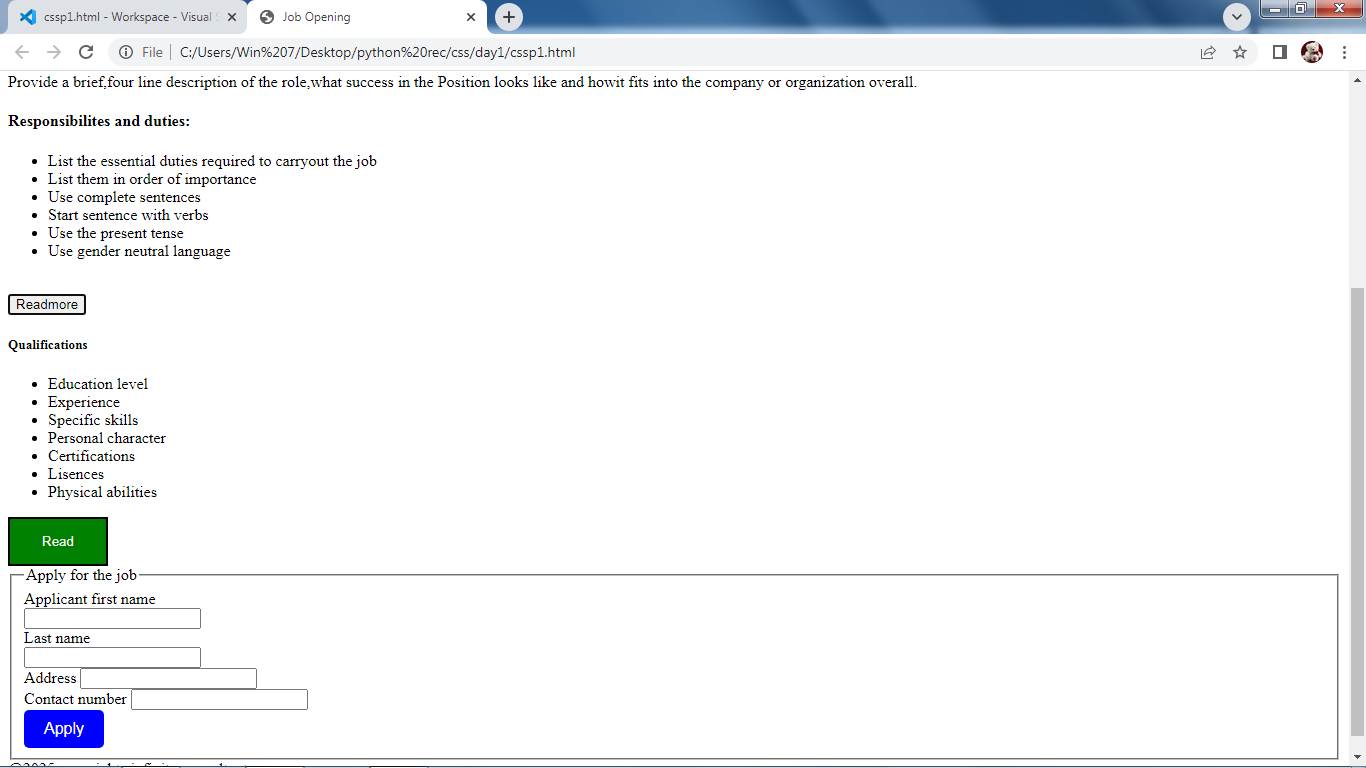 cssp1.html - Workspace - Visual S
Job Opening
File
C:/Users/Win%207/Desktop/python%20rec/css/day1/cssp1.html
Provide a brief,four line description of the role,what success in the Position looks like and howit fits into the company or organization overall.
Responsibilites and duties:
List the essential duties required to carryout the job
List them in order of importance
Use complete sentences
Start sentence with verbs
Use the present tense
Use gender neutral language
Readmore
Qualifications
Education level
Experience
Specific skills
Personal character
Certifications
Lisences
Physical abilities
Read
Apply for the job
Applicant first name
Last name
Address
Contact number
Apply